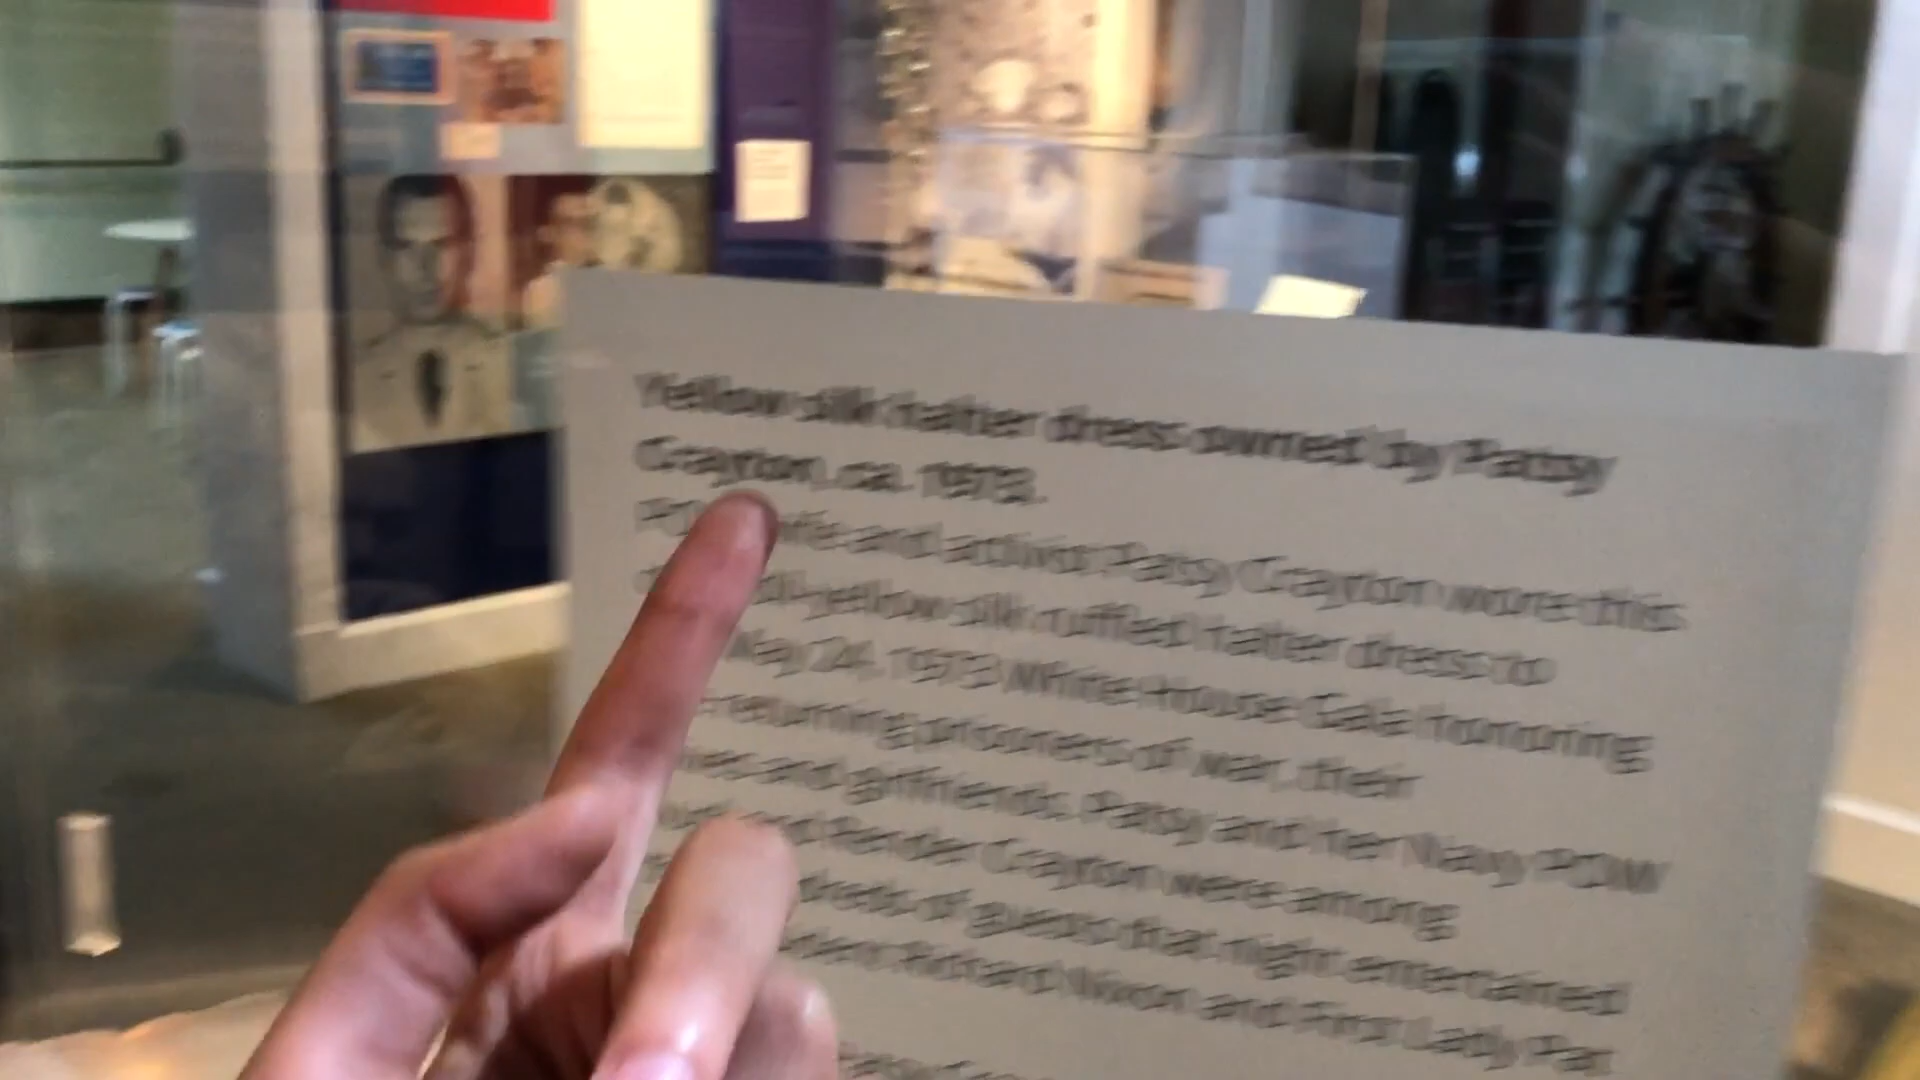 Yellow silk halter dress owned by Patsy
Crayton, ca. 1973.
and activist Patsy Crayton wore this
yellow silk ruffled halter dress to
May 24, 1973 White House Gala honoring
returning prisoners of war, their
and girlfriends. Patsy and her Navy POW
Render Crayton were among
of guests that night entertained
Richard Nixon and First Lady Pat